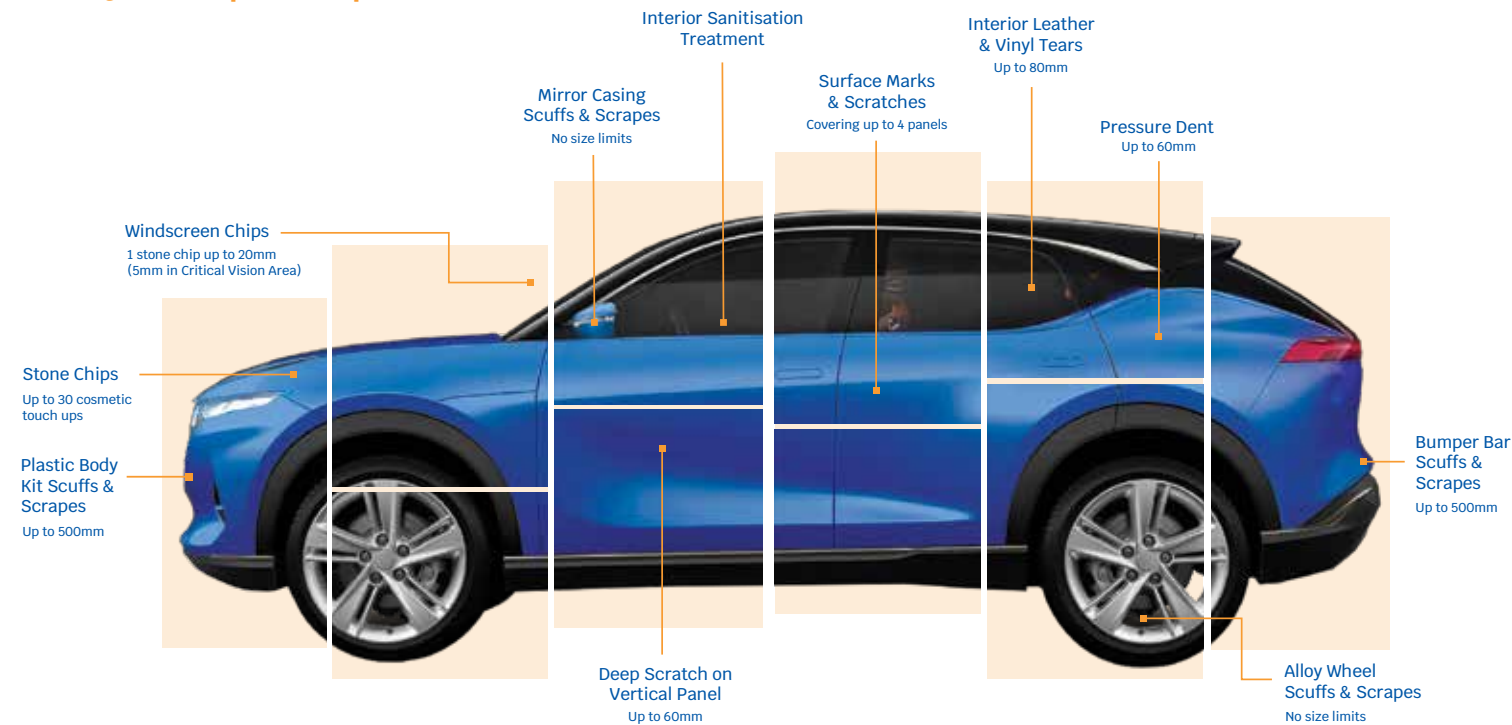 Interior Sanitisation
Treatment
Interior Leather
& Vinyl Tears
Up to 80mm
Surface Marks
& Scratches
Covering up to 4 panels
Mirror Casing
Scuffs & Scrapes
No size limits
Pressure Dent
Up to 60mm
Windscreen Chips
1 stone chip up to 20mm
(5mm in Critical Vision Area)
Stone Chips
Up to 30 cosmetic
touch ups
Plastic Body
Kit Scuffs &
Scrapes
Up to 500mm
Bumper Bar
Scuffs &
Scrapes
Up to 500mm
Deep Scratch on
Vertical Panel
Up to 60mm
Alloy Wheel
Scuffs & Scrapes
No size limits